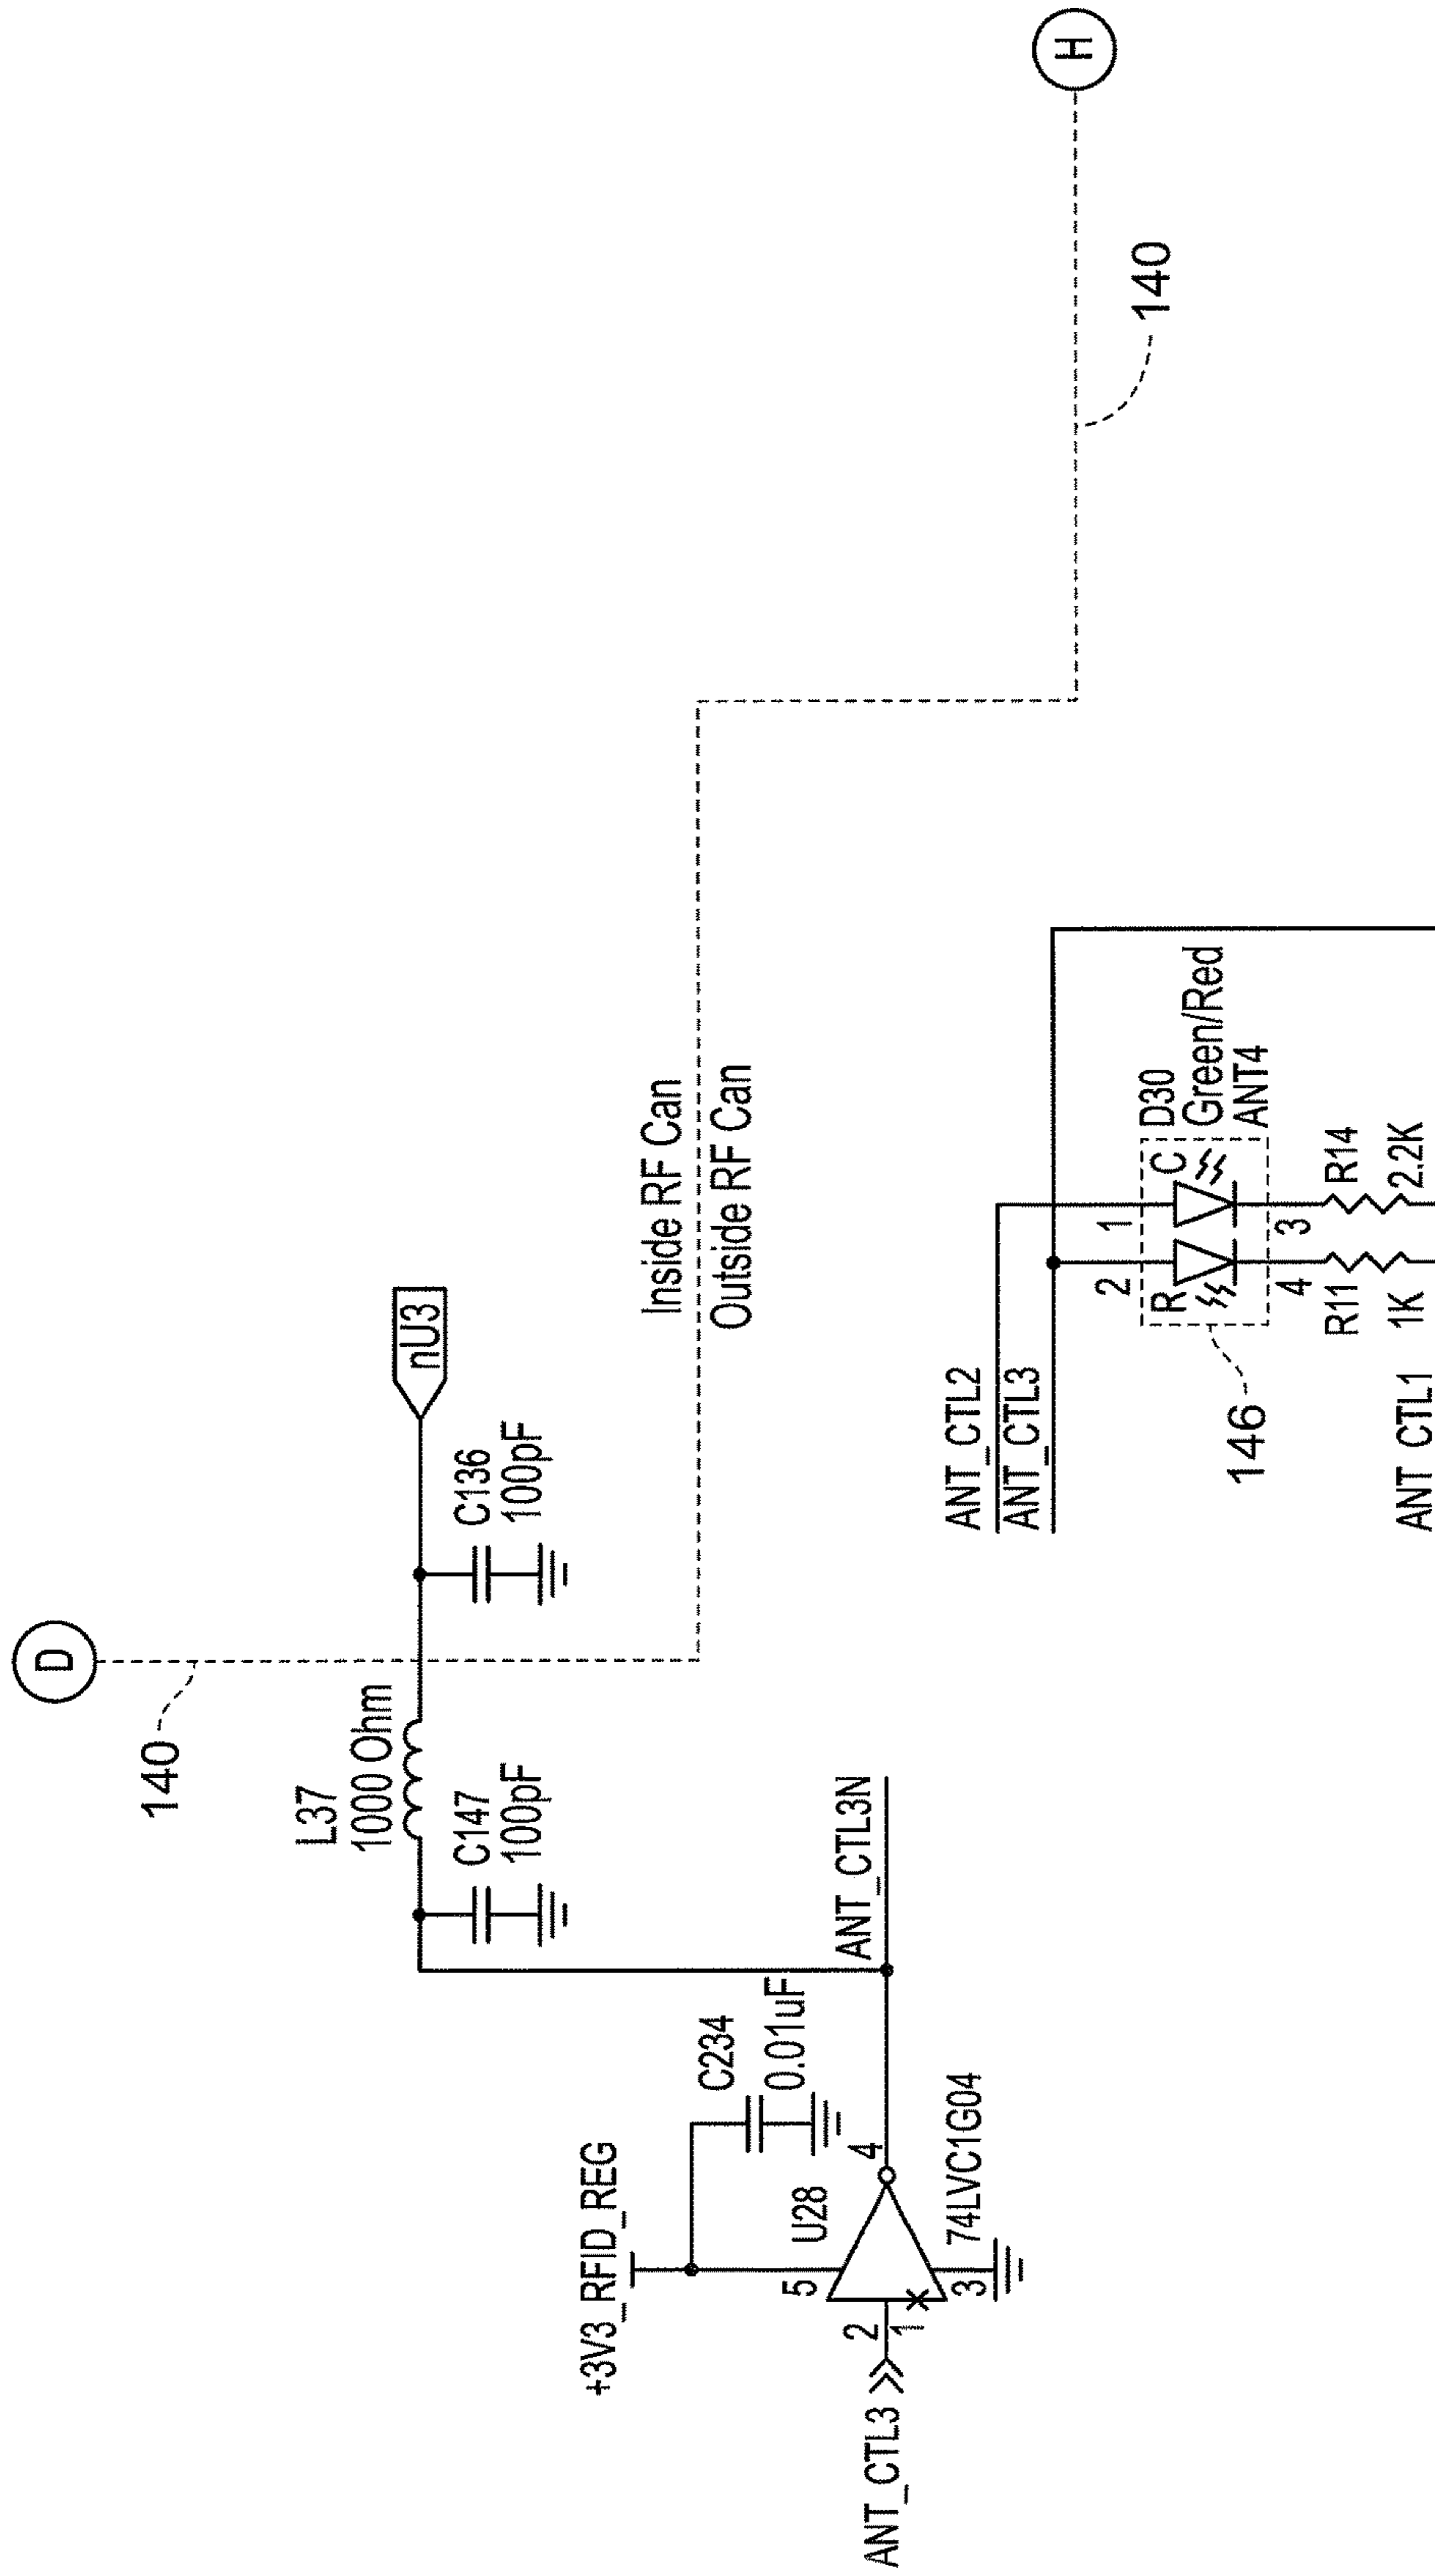 D
140
L37
1000 Ohm
C147
100pF
C136
100pF
nU3
+3V3_RFID_REG
C234
0.01uF
U28
5
4
2
1
3
74LVC1G04
ANT_CTL3
ANT_CTL3N
Inside RF Can
Outside RF Can
140
H
ANT_CTL2
ANT_CTL3
2
1
R
C
D30
Green/Red
ANT4
146
4
3
R11
1K
R14
2.2K
ANT_CTL1